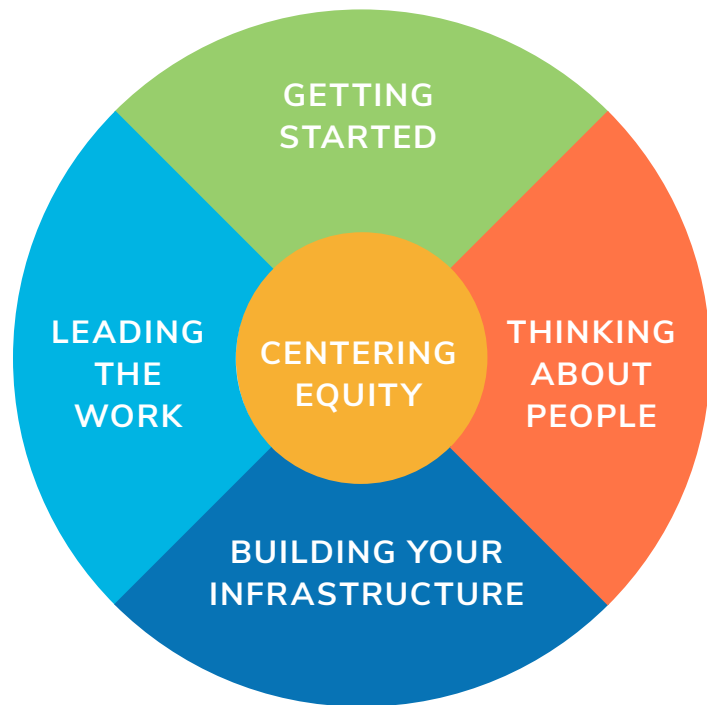 GETTING
STARTED
LEADING
THE
WORK
CENTERING
EQUITY
THINKING
ABOUT
PEOPLE
BUILDING YOUR
INFRASTRUCTURE